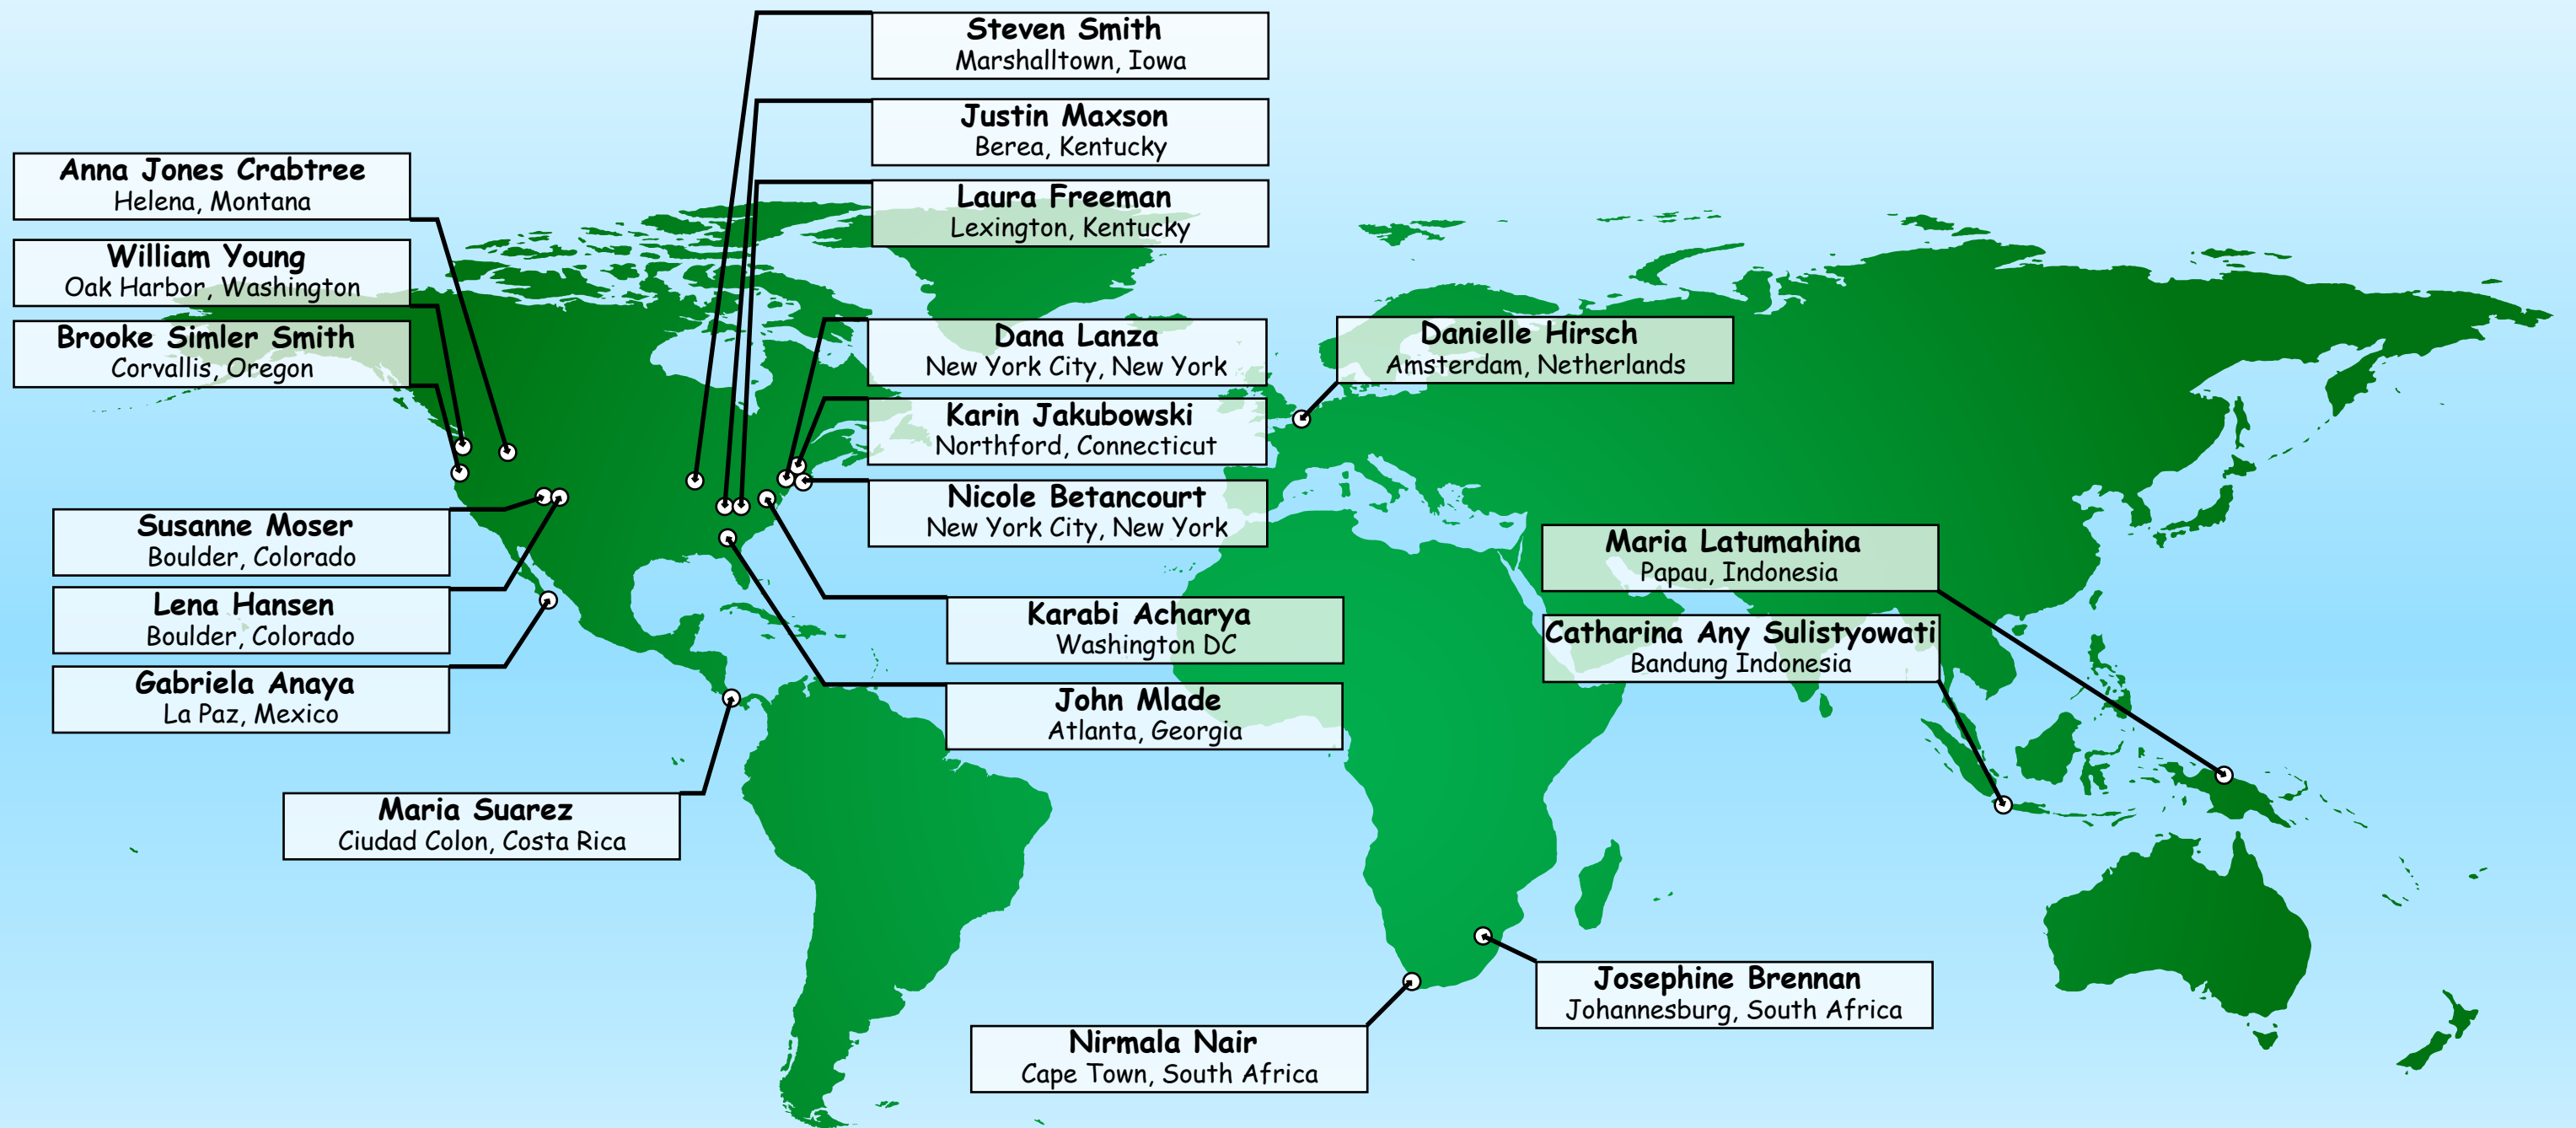 Steven Smith
Marshalltown, Iowa
Justin Maxson
Berea, Kentucky
Anna Jones Crabtree
Helena, Montana
Laura Freeman
Lexington, Kentucky
William Young
Oak Harbor, Washington
Brooke Simler Smith
Corvallis, Oregon
Dana Lanza
New York City, New York
Danielle Hirsch
Amsterdam, Netherlands
Karin Jakubowski
Northford, Connecticut
Nicole Betancourt
New York City, New York
Susanne Moser
Boulder, Colorado
Maria Latumahina
Papau, Indonesia
Lena Hansen
Boulder, Colorado
Karabi Acharya
Washington DC
Catharina Any Sulistyowati
Bandung Indonesia
Gabriela Anaya
La Paz, Mexico
John Mlade
Atlanta, Georgia
Maria Suarez
Ciudad Colon, Costa Rica
Josephine Brennan
Johannesburg, South Africa
Nirmala Nair
Cape Town, South Africa